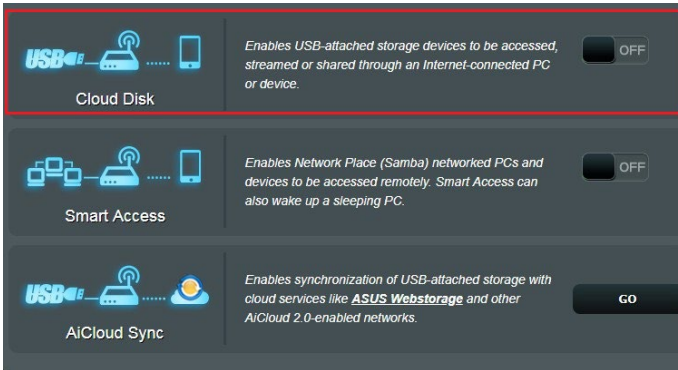 USB
Cloud Disk
Enables USB-attached storage devices to be accessed,
streamed or shared through an Internet-connected PC
or device.
OFF
Smart Access
Enables Network Place (Samba) networked PCs and
devices to be accessed remotely. Smart Access can
also wake up a sleeping PC.
OFF
USB
AiCloud Sync
Enables synchronization of USB-attached storage with
cloud services like ASUS Webstorage and other
AiCloud 2.0-enabled networks.
GO